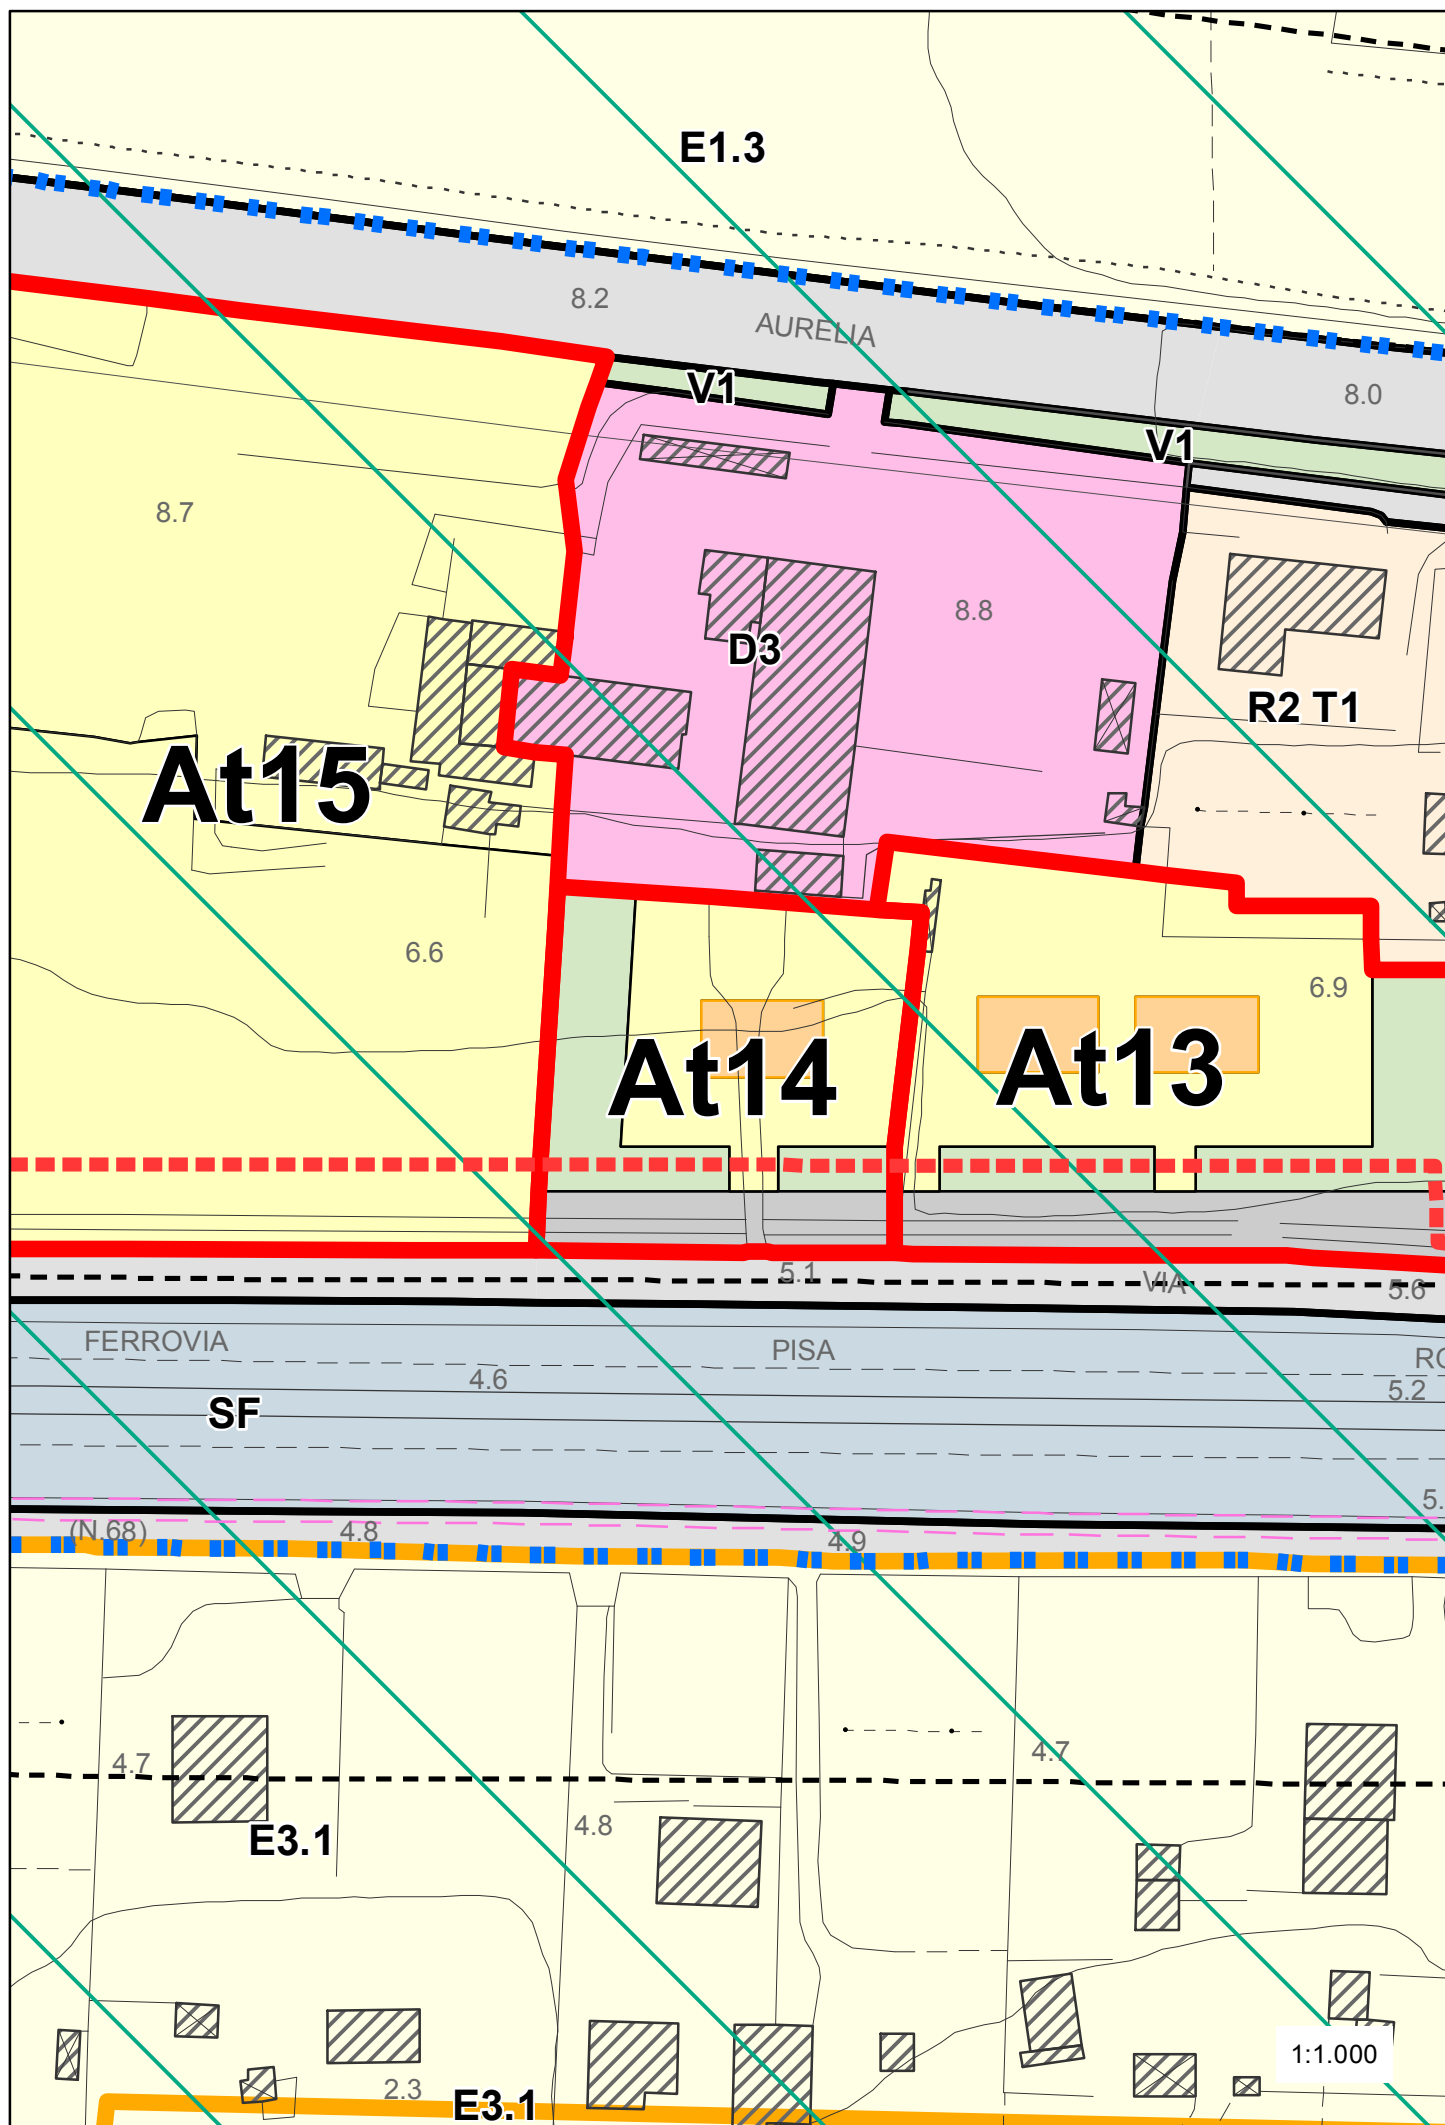 E1.3
8.2
AURELIA
V1
8.0
V1
8.7
8.8
D3
R2 T1
At15
6.6
6.9
At14
At13
5.1
VIA
5.6
FERROVIA
PISA
4.6
5.2
SF
(N.68)
4.8
4.9
4.7
4.7
4.8
E3.1
1:1.000
2.3
E3.1